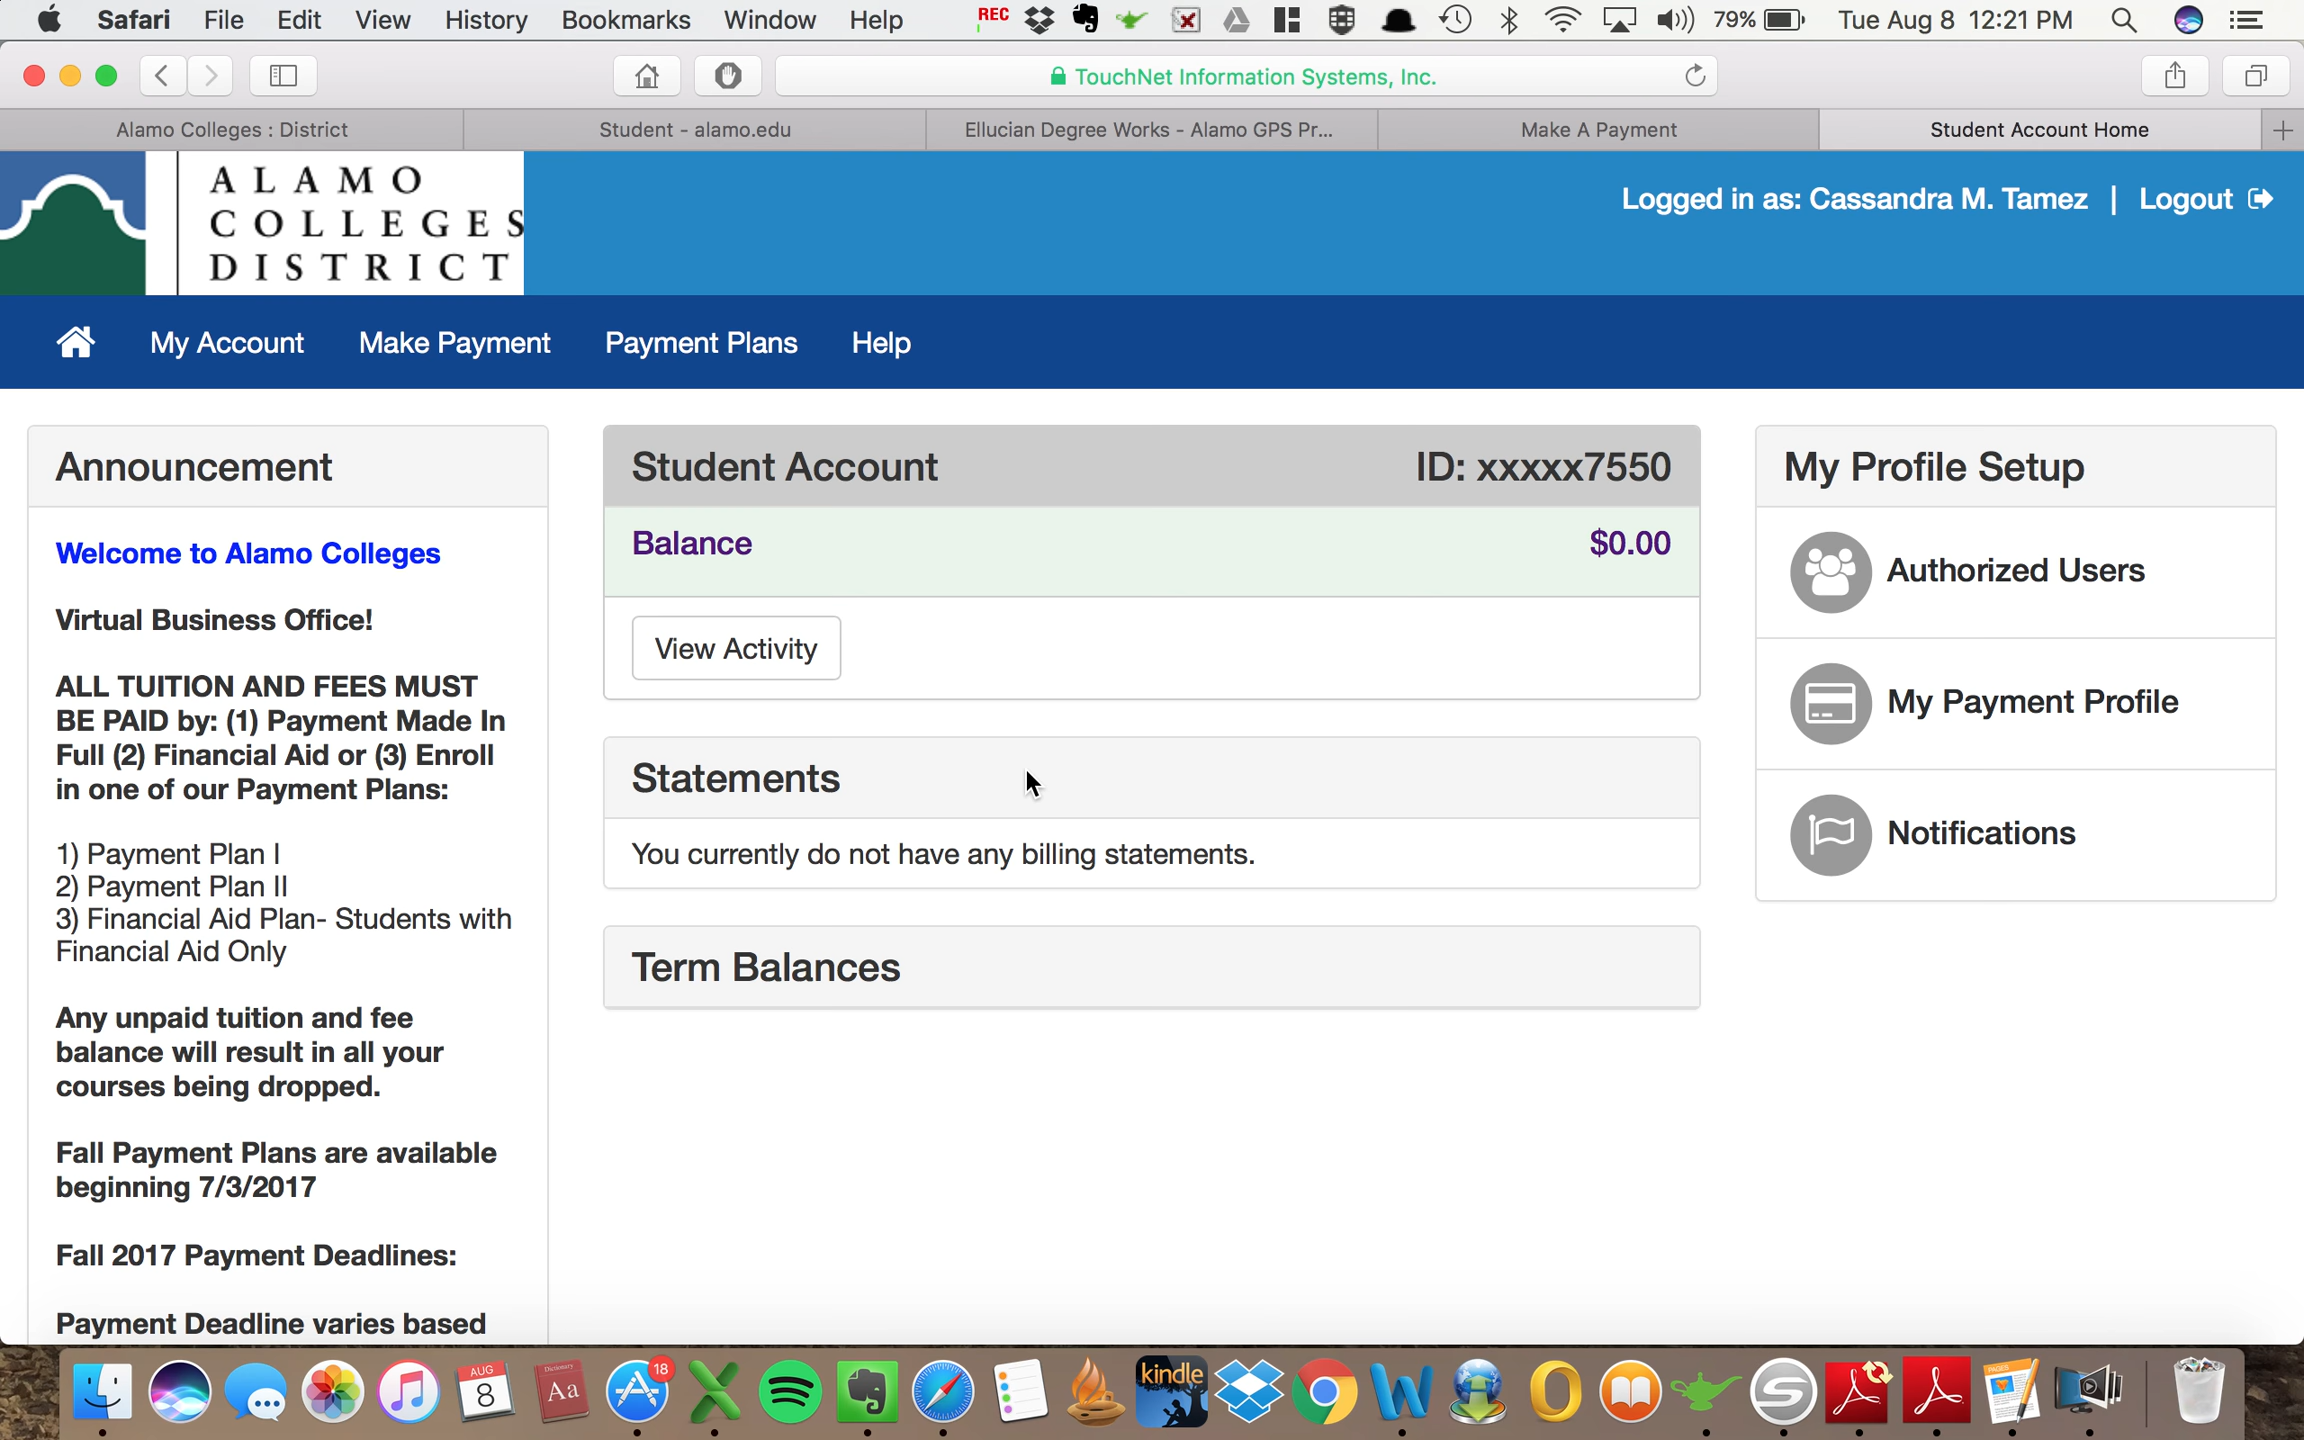 Safari File Edit View History Bookmarks Window Help REC 79% Tue Aug 8 12:21 PM
TouchNet Information Systems, Inc.
Alamo Colleges : District Student - alamo.edu Ellucian Degree Works - Alamo GPS Pr... Make A Payment Student Account Home
ALAMO
COLLEGES
DISTRICT
Logged in as: Cassandra M. Tamez | Logout
My Account Make Payment Payment Plans Help
Announcement
Welcome to Alamo Colleges
Virtual Business Office!
ALL TUITION AND FEES MUST
BE PAID by: (1) Payment Made In
Full (2) Financial Aid or (3) Enroll
in one of our Payment Plans:
1) Payment Plan I
2) Payment Plan II
3) Financial Aid Plan- Students with
Financial Aid Only
Any unpaid tuition and fee
balance will result in all your
courses being dropped.
Fall Payment Plans are available
beginning 7/3/2017
Fall 2017 Payment Deadlines:
Payment Deadline varies based
Student Account ID: xxxxx7550
Balance $0.00
View Activity
Statements
You currently do not have any billing statements.
Term Balances
My Profile Setup
Authorized Users
My Payment Profile
Notifications
AUG
8
Dictionary
Aa
18
kindle
PAGES